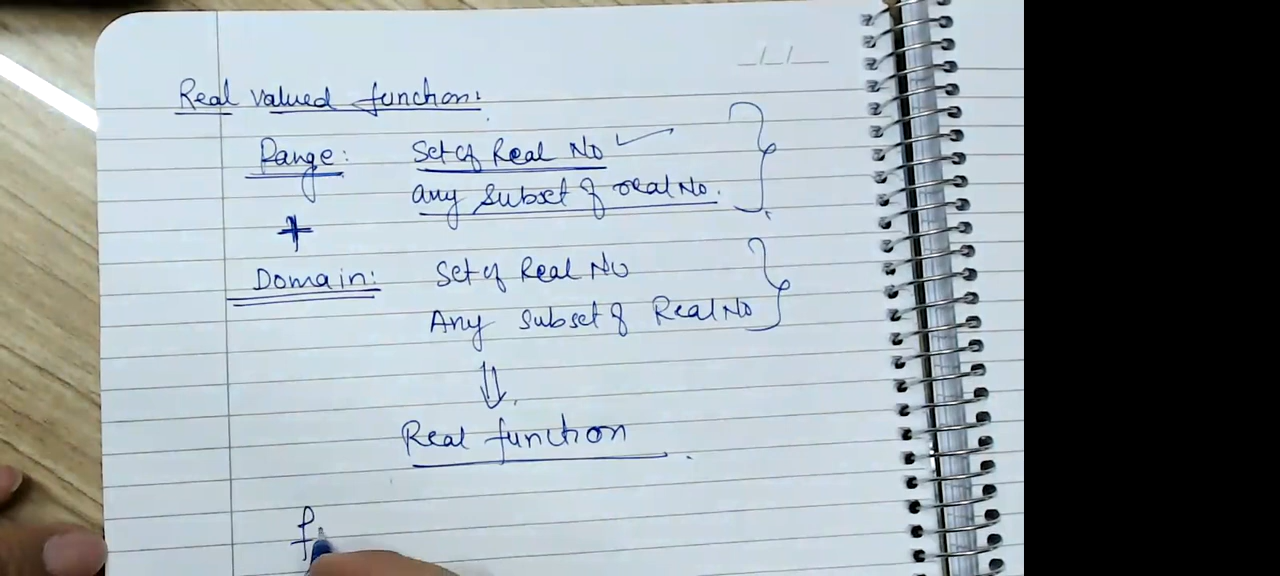 _/_/__
Real valued function:
Range: Set of Real No ✓
any subset of real No.
+
Domain: Set of Real No
Any subset of Real No
⇓
Real function
f